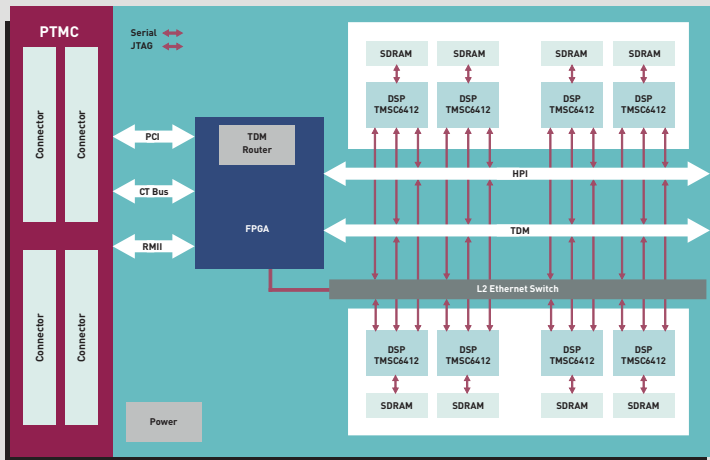 PTMC
Serial
JTAG
Connector
Connector
Connector
Connector
PCI
CT Bus
RMII
TDM
Router
FPGA
Power
SDRAM
SDRAM
SDRAM
SDRAM
DSP
TMSC6412
DSP
TMSC6412
DSP
TMSC6412
DSP
TMSC6412
HPI
TDM
L2 Ethernet Switch
DSP
TMSC6412
DSP
TMSC6412
DSP
TMSC6412
DSP
TMSC6412
SDRAM
SDRAM
SDRAM
SDRAM